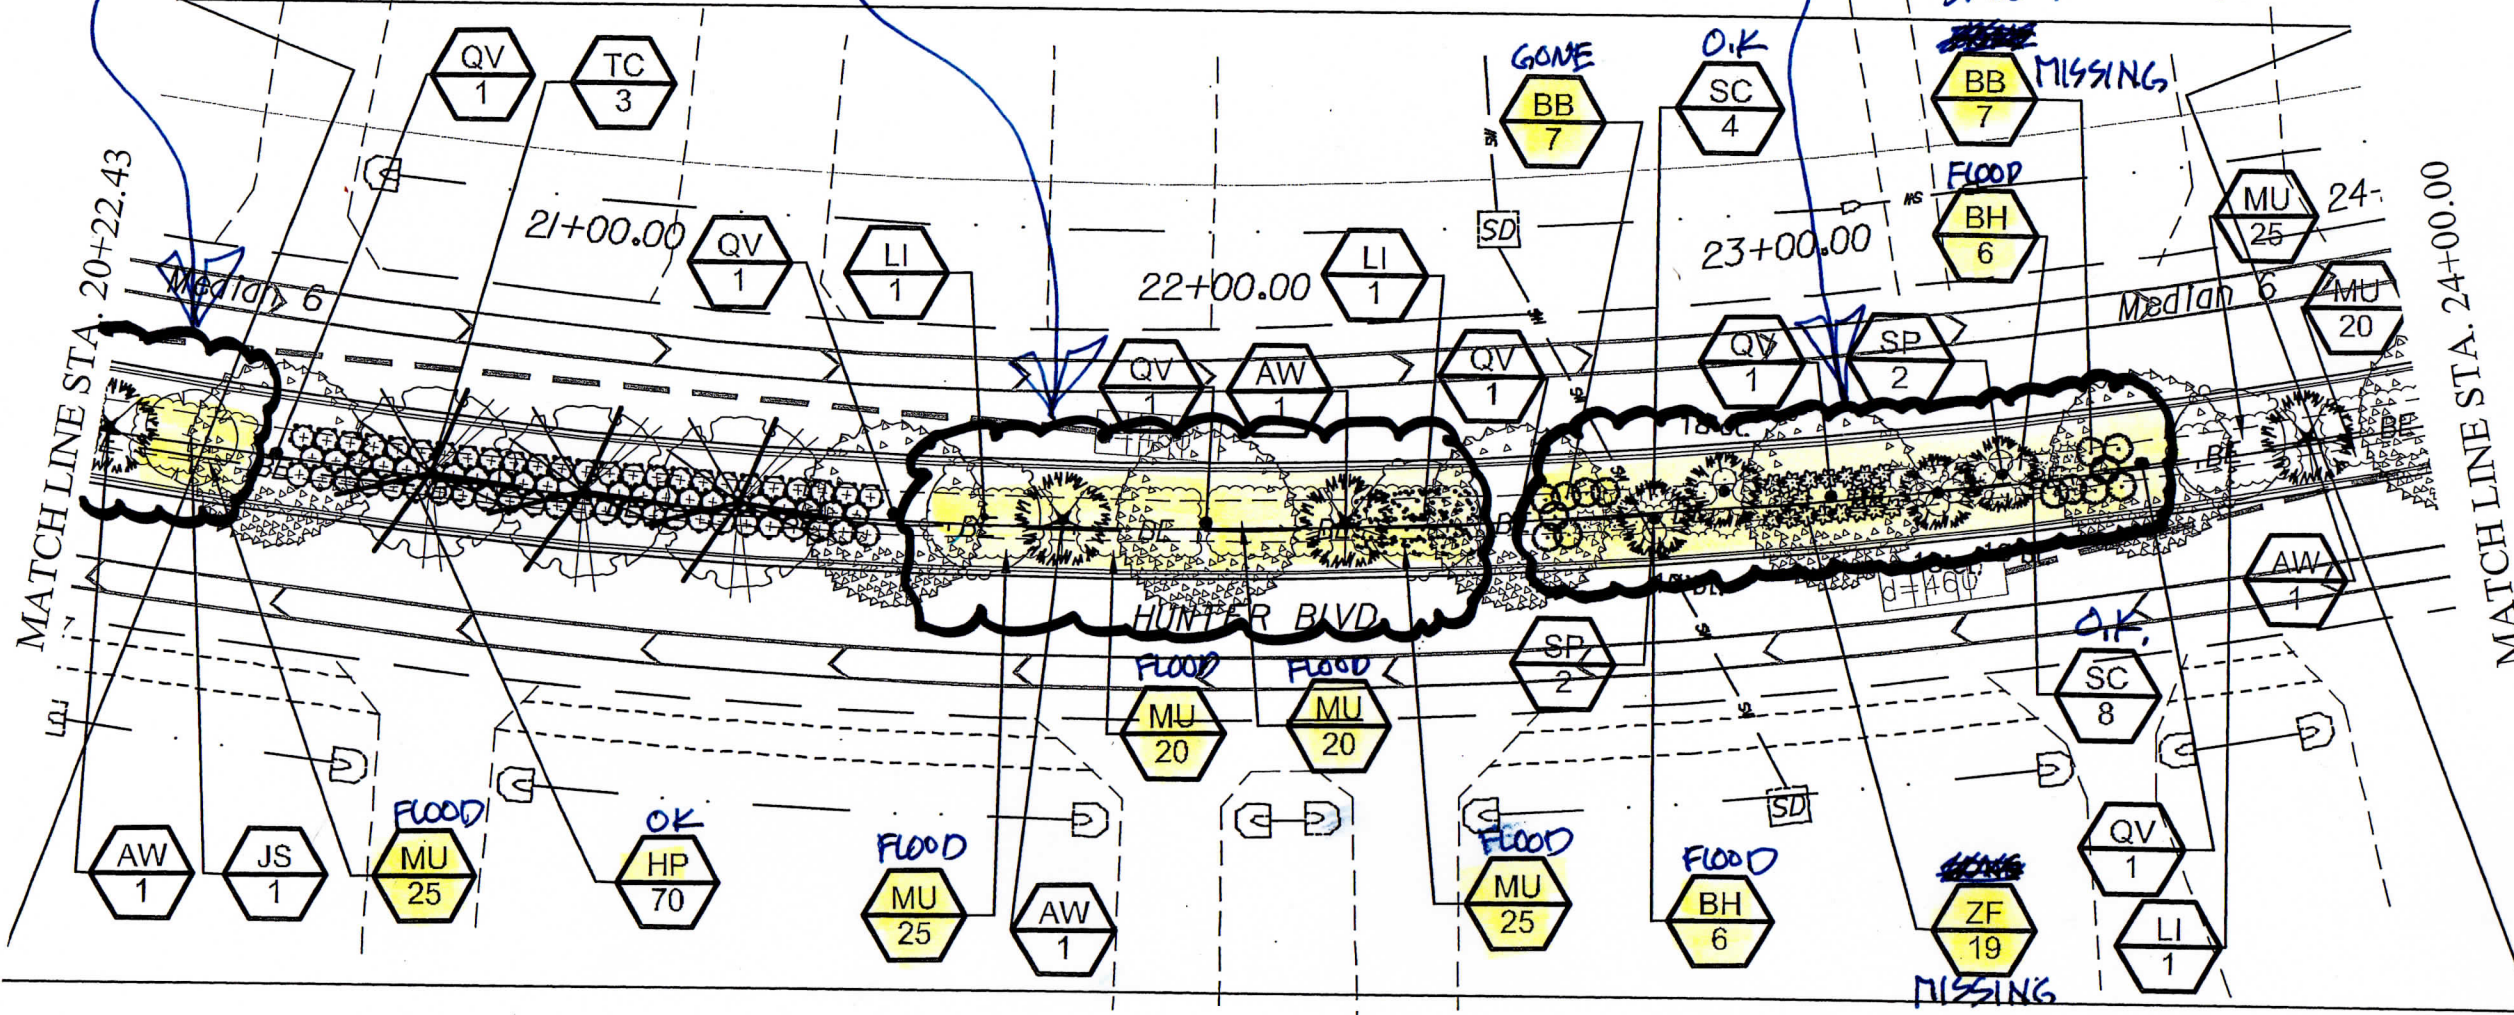 GONE
O.K
MISSING
QV
1
TC
3
BB
7
SC
4
BB
7
FLOOD
BH
6
MU
25
24-
MATCH LINE STA. 20+22.43
MATCH LINE STA. 24+00.00
21+00.00
QV
1
LI
1
22+00.00
LI
1
SD
23+00.00
Median 6
Median 6
MU
20
QV
1
AW
1
QV
1
QV
1
SP
2
HUNTER BLVD.
d=460
AW
1
SP
2
O.K.
SC
8
FLOOD
FLOOD
MU
20
MU
20
SD
FLOOD
OK
FLOOD
FLOOD
FLOOD
AW
1
JS
1
MU
25
HP
70
MU
25
AW
1
MU
25
BH
6
ZF
19
MISSING
QV
1
LI
1